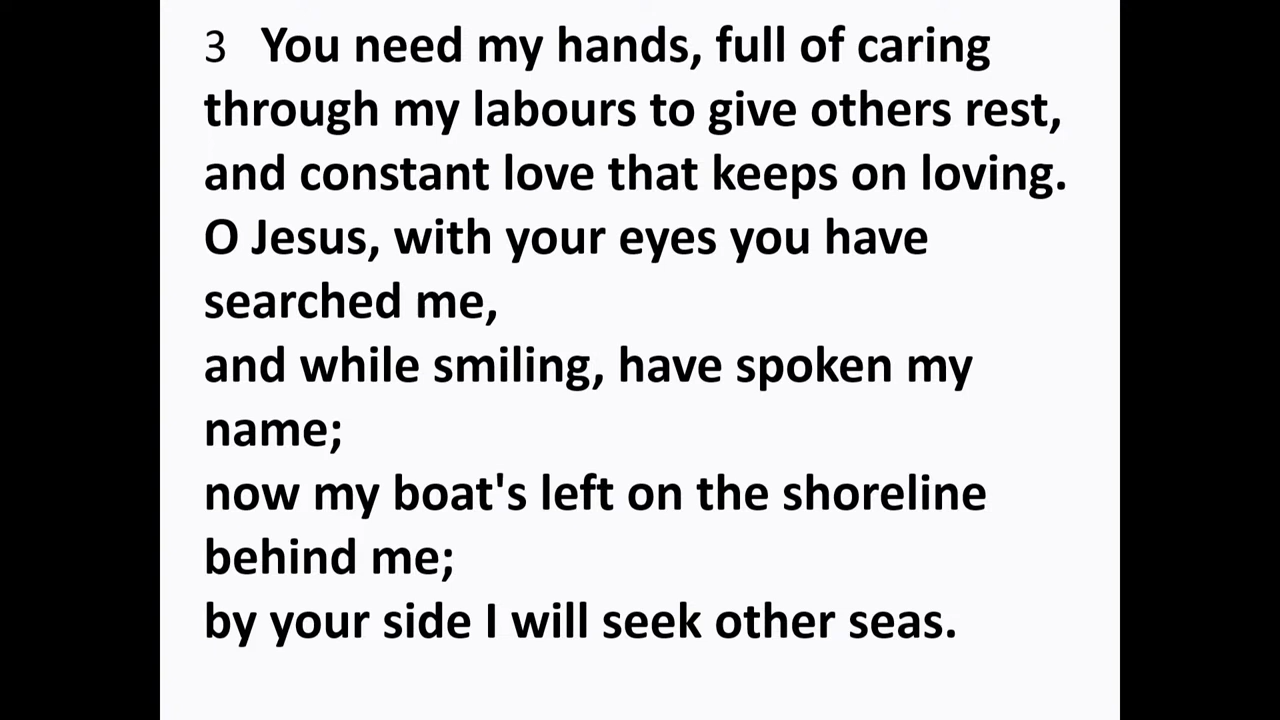 3 You need my hands, full of caring
through my labours to give others rest,
and constant love that keeps on loving.
O Jesus, with your eyes you have
searched me,
and while smiling, have spoken my
name;
now my boat's left on the shoreline
behind me;
by your side I will seek other seas.